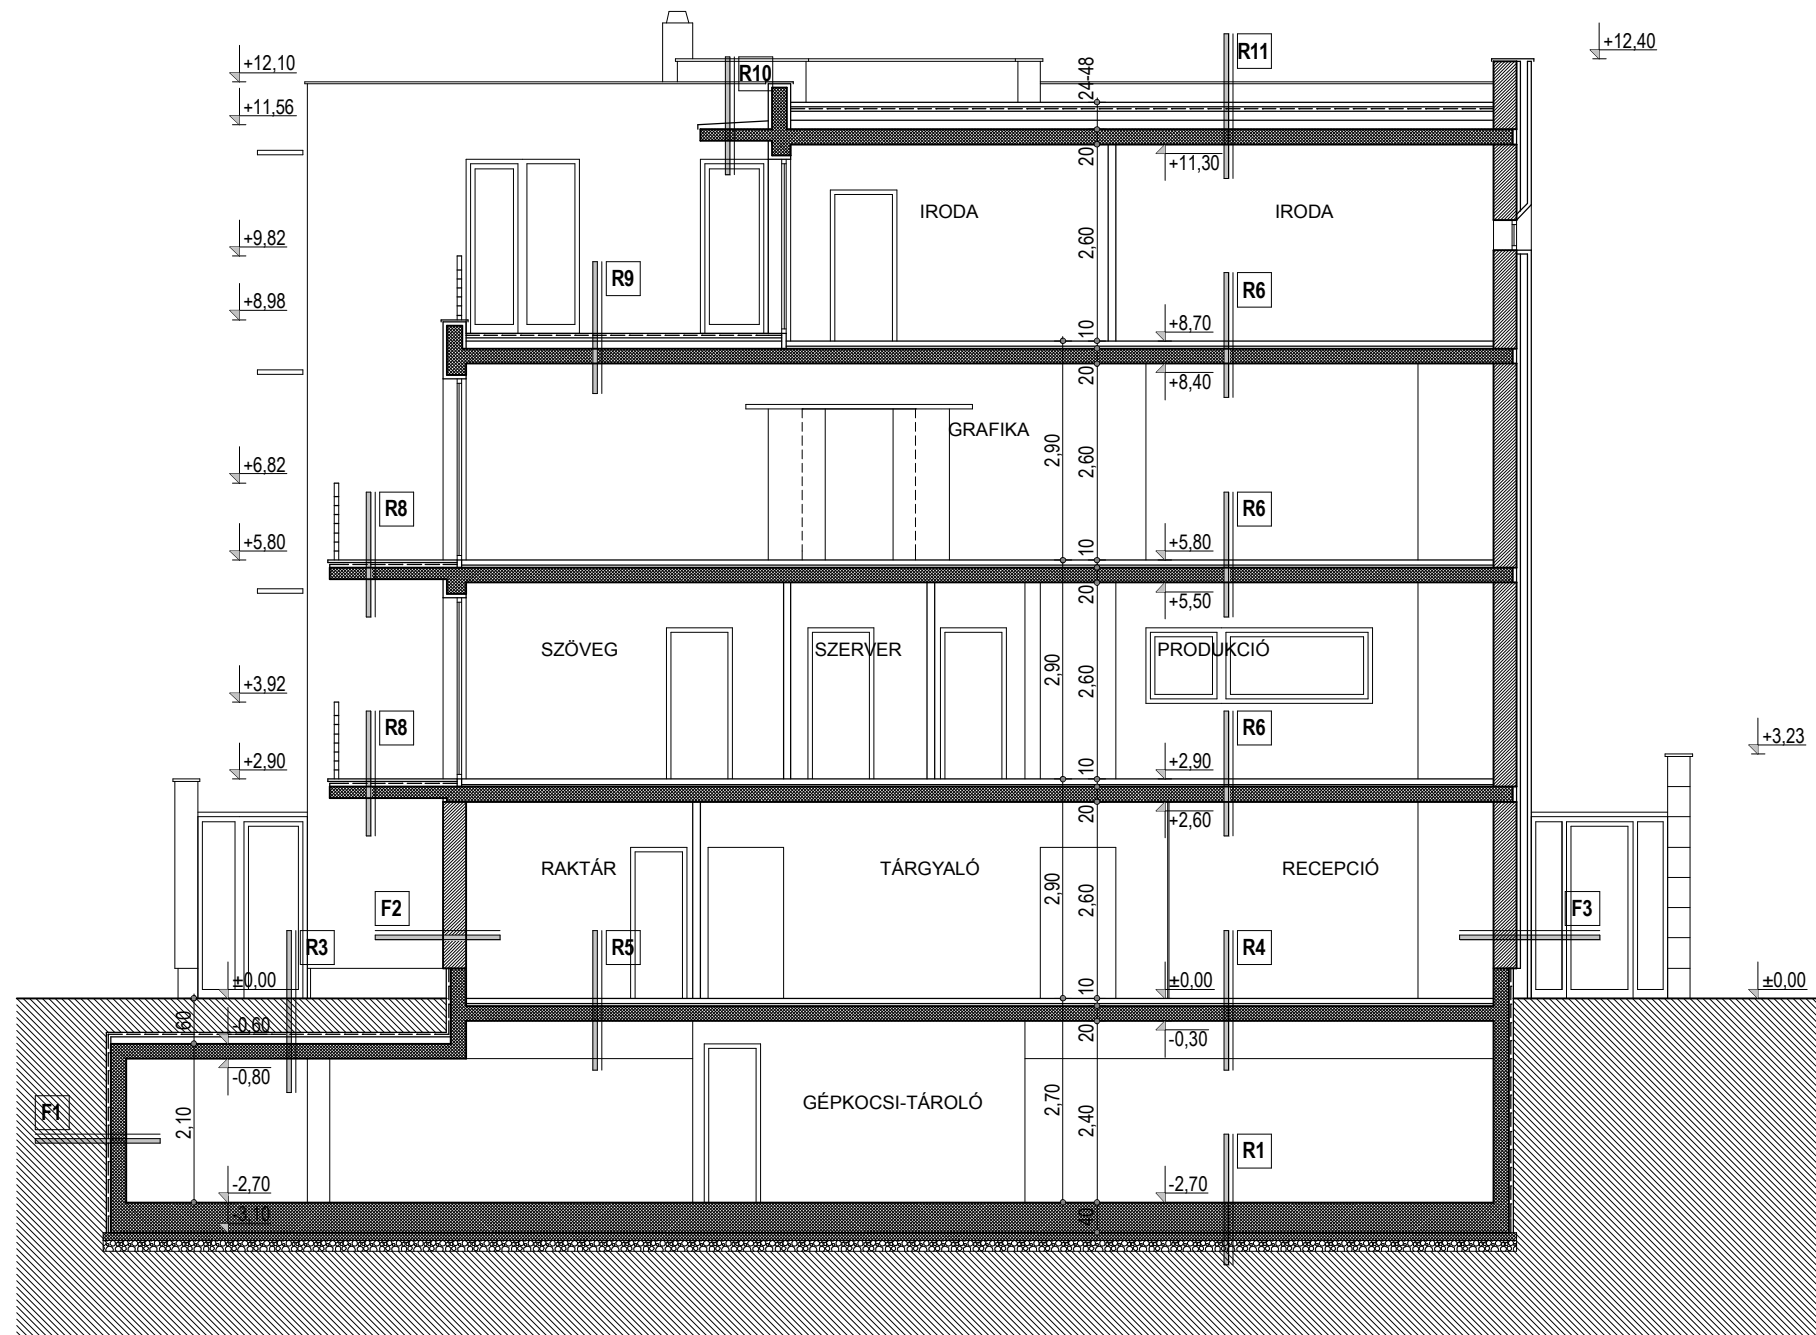 +12,40
R11
+12,10
R10
24-48
+11,56
20
+11,30
IRODA
IRODA
+9,82
2,60
R9
R6
+8,98
10
+8,70
20
+8,40
GRAFIKA
2,90
2,60
+6,82
R8
R6
+5,80
10
+5,80
20
+5,50
SZÖVEG
SZERVER
PRODUKCIÓ
2,90
2,60
+3,92
R8
R6
+3,23
+2,90
10
+2,90
20
+2,60
RAKTÁR
TÁRGYALÓ
RECEPCIÓ
2,90
2,60
F2
F3
R3
R5
R4
±0,00
10
±0,00
±0,00
60
-0,60
20
-0,30
-0,80
F1
2,10
GÉPKOCSI-TÁROLÓ
2,70
2,40
R1
-2,70
-2,70
-3,10
40